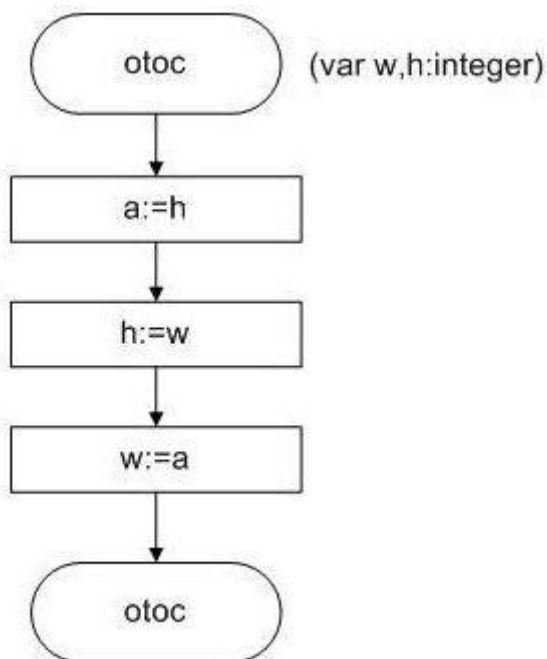 otoc (var w,h:integer)
a:=h
h:=w
w:=a
otoc